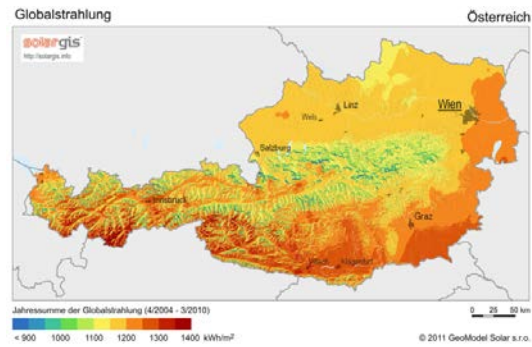 Globalstrahlung
Österreich
solargis
http://solargis.info
Linz
Wels
Wien
Salzburg
Innsbruck
Graz
Villach
Klagenfurt
Jahressumme der Globalstrahlung (4/2004 - 3/2010)
0 25 50 km
< 900 1000 1100 1200 1300 1400 kWh/m²
© 2011 GeoModel Solar s.r.o.